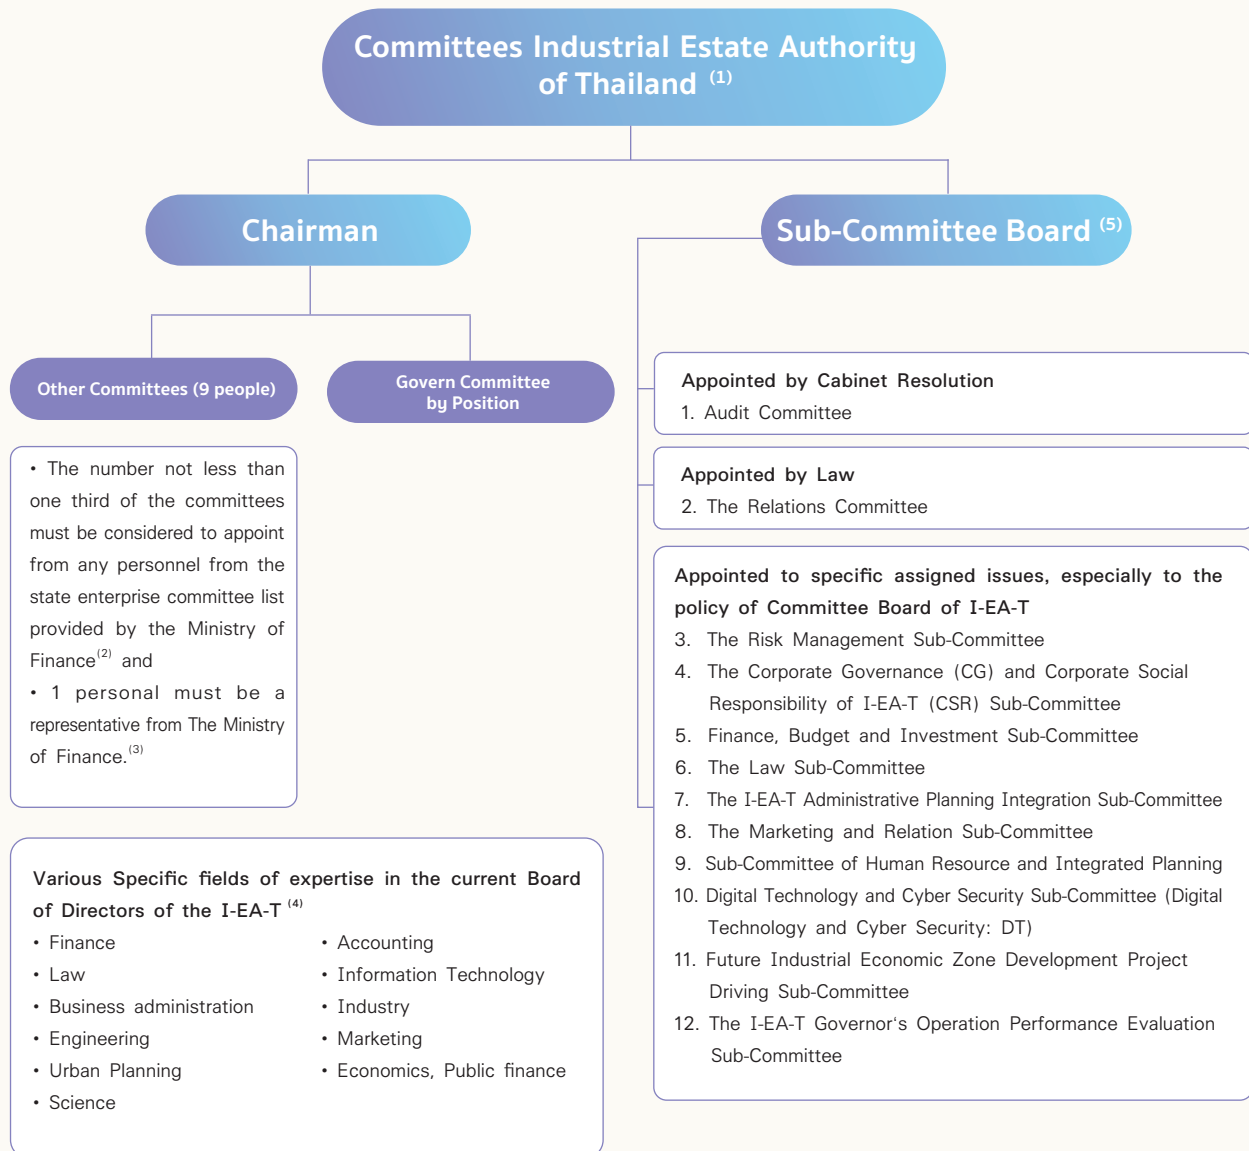 Committees Industrial Estate Authority
of Thailand (1)
Chairman
Sub-Committee Board (5)
Other Committees (9 people)
Govern Committee
by Position
• The number not less than
one third of the committees
must be considered to appoint
from any personnel from the
state enterprise committee list
provided by the Ministry of
Finance(2) and
• 1 personal must be a
representative from The Ministry
of Finance.(3)
Various Specific fields of expertise in the current Board
of Directors of the I-EA-T (4)
• Finance
• Law
• Business administration
• Engineering
• Urban Planning
• Science
• Accounting
• Information Technology
• Industry
• Marketing
• Economics, Public finance
Appointed by Cabinet Resolution
1. Audit Committee
Appointed by Law
2. The Relations Committee
Appointed to specific assigned issues, especially to the
policy of Committee Board of I-EA-T
3. The Risk Management Sub-Committee
4. The Corporate Governance (CG) and Corporate Social
Responsibility of I-EA-T (CSR) Sub-Committee
5. Finance, Budget and Investment Sub-Committee
6. The Law Sub-Committee
7. The I-EA-T Administrative Planning Integration Sub-Committee
8. The Marketing and Relation Sub-Committee
9. Sub-Committee of Human Resource and Integrated Planning
10. Digital Technology and Cyber Security Sub-Committee (Digital
Technology and Cyber Security: DT)
11. Future Industrial Economic Zone Development Project
Driving Sub-Committee
12. The I-EA-T Governor‘s Operation Performance Evaluation
Sub-Committee